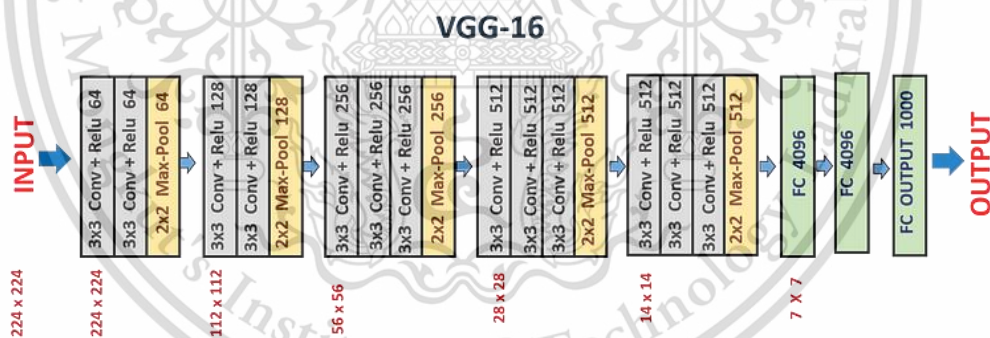 VGG-16
INPUT
3x3 Conv + Relu 64
3x3 Conv + Relu 64
2x2 Max-Pool 64
3x3 Conv + Relu 128
3x3 Conv + Relu 128
2x2 Max-Pool 128
3x3 Conv + Relu 256
3x3 Conv + Relu 256
3x3 Conv + Relu 256
2x2 Max-Pool 256
3x3 Conv + Relu 512
3x3 Conv + Relu 512
3x3 Conv + Relu 512
2x2 Max-Pool 512
3x3 Conv + Relu 512
3x3 Conv + Relu 512
3x3 Conv + Relu 512
2x2 Max-Pool 512
FC 4096
FC 4096
FC OUTPUT 1000
OUTPUT
224 x 224
224 x 224
112 x 112
56 x 56
28 x 28
14 x 14
7 X 7
Technology